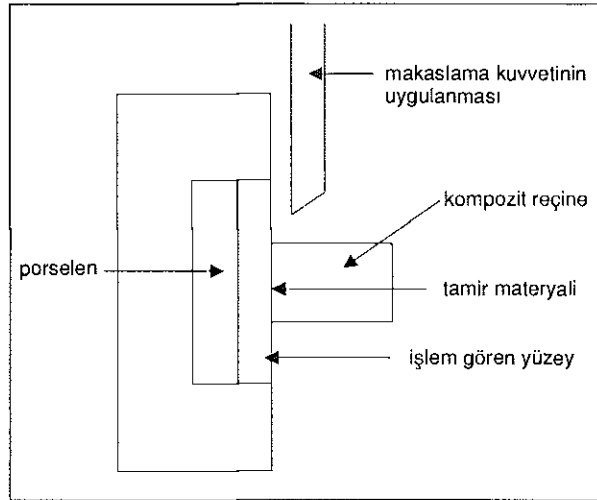 makaslama kuvvetinin
uygulanması
kompozit reçine
porselen
tamir materyali
işlem gören yüzey